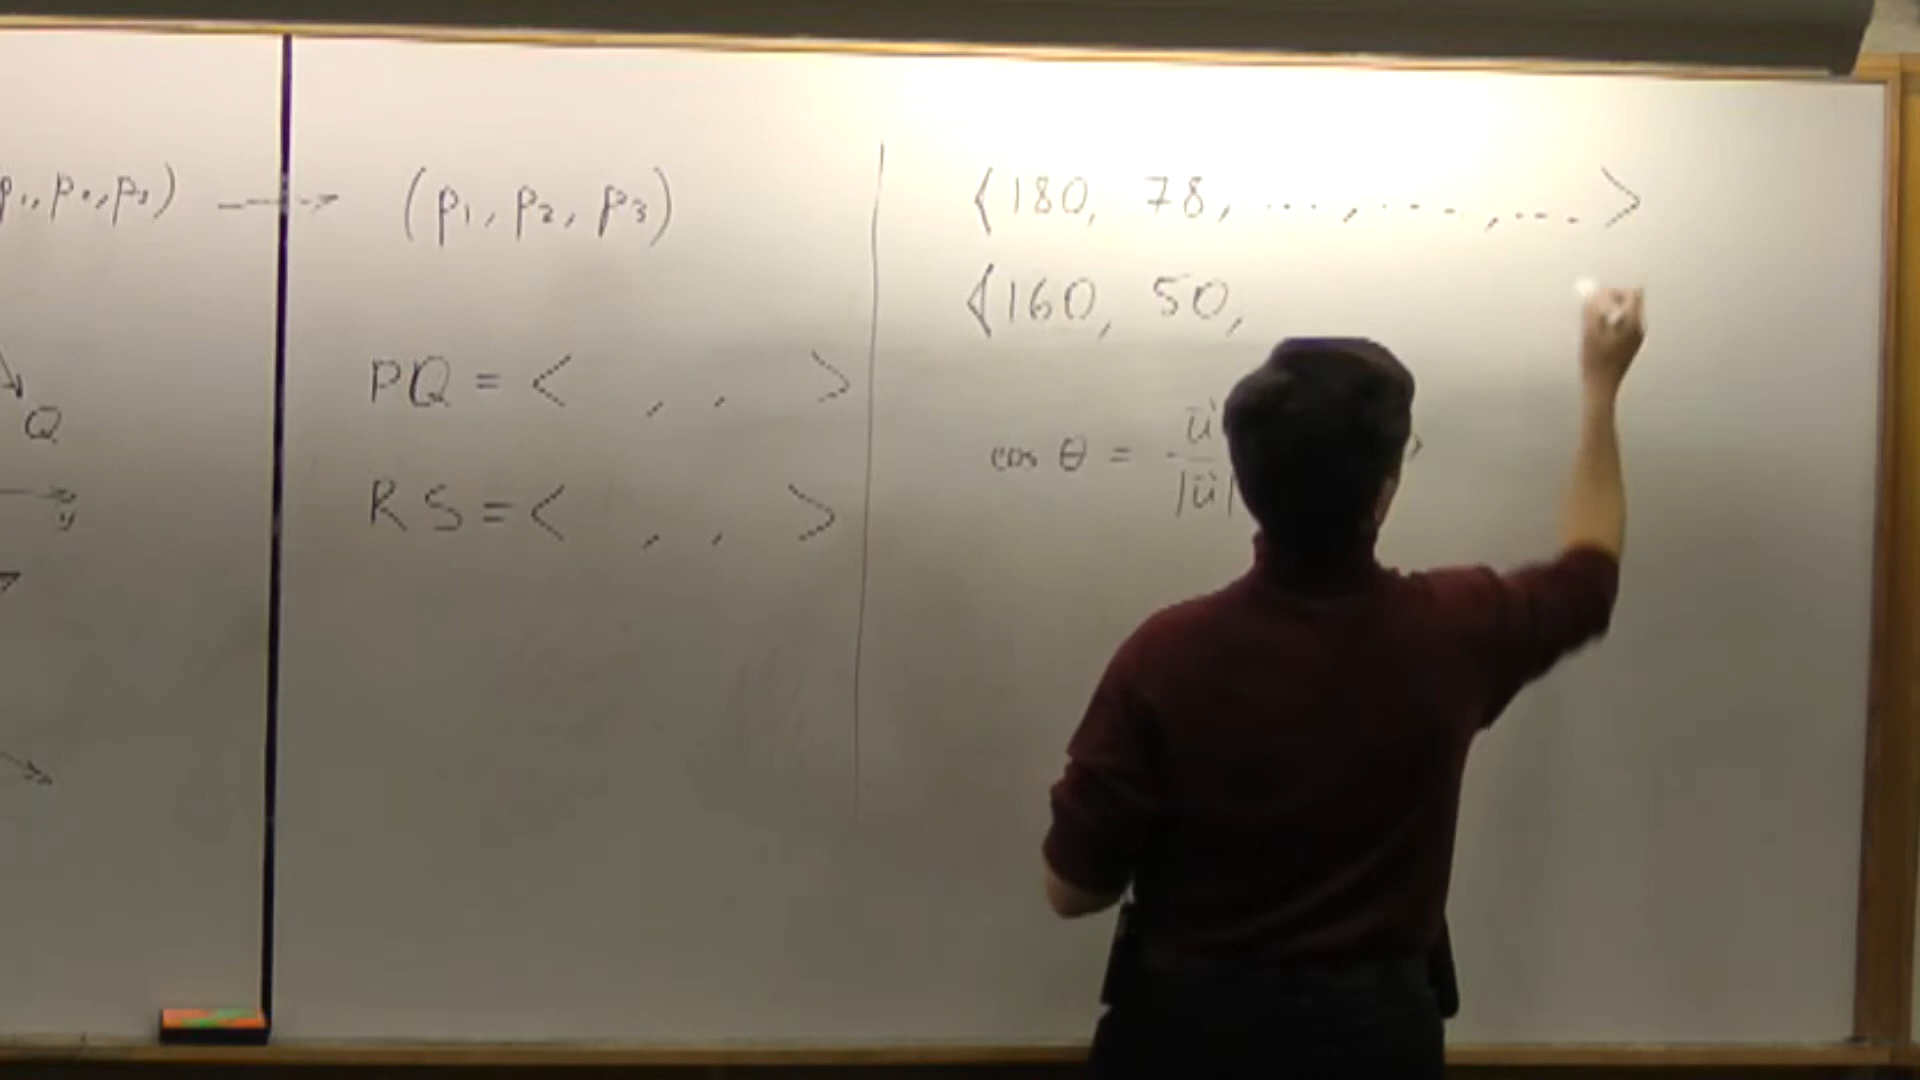 p₁, p₂, p₃) ---> (p₁, p₂, p₃)
Q
y
PQ = < , , >
RS = < , , >
<180, 78, ..., ..., ...>
<160, 50,
cos θ = u⃗
|u⃗|